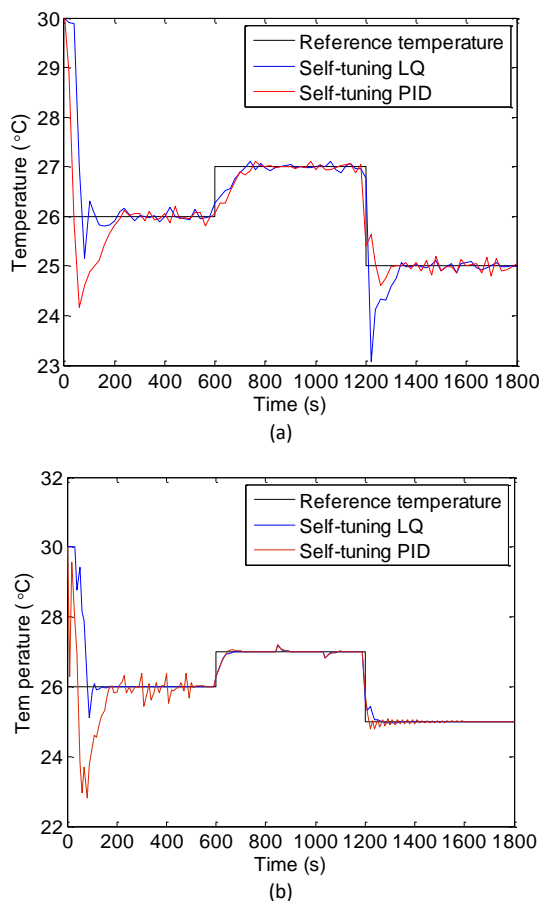 30
29
28
27
26
25
24
23
Temperature (°C)
Reference temperature
Self-tuning LQ
Self-tuning PID
0 200 400 600 800 1000 1200 1400 1600 1800
Time (s)
(a)
32
30
28
26
24
22
Tem perature (°C)
Reference temperature
Self-tuning LQ
Self-tuning PID
0 200 400 600 800 1000 1200 1400 1600 1800
Time (s)
(b)